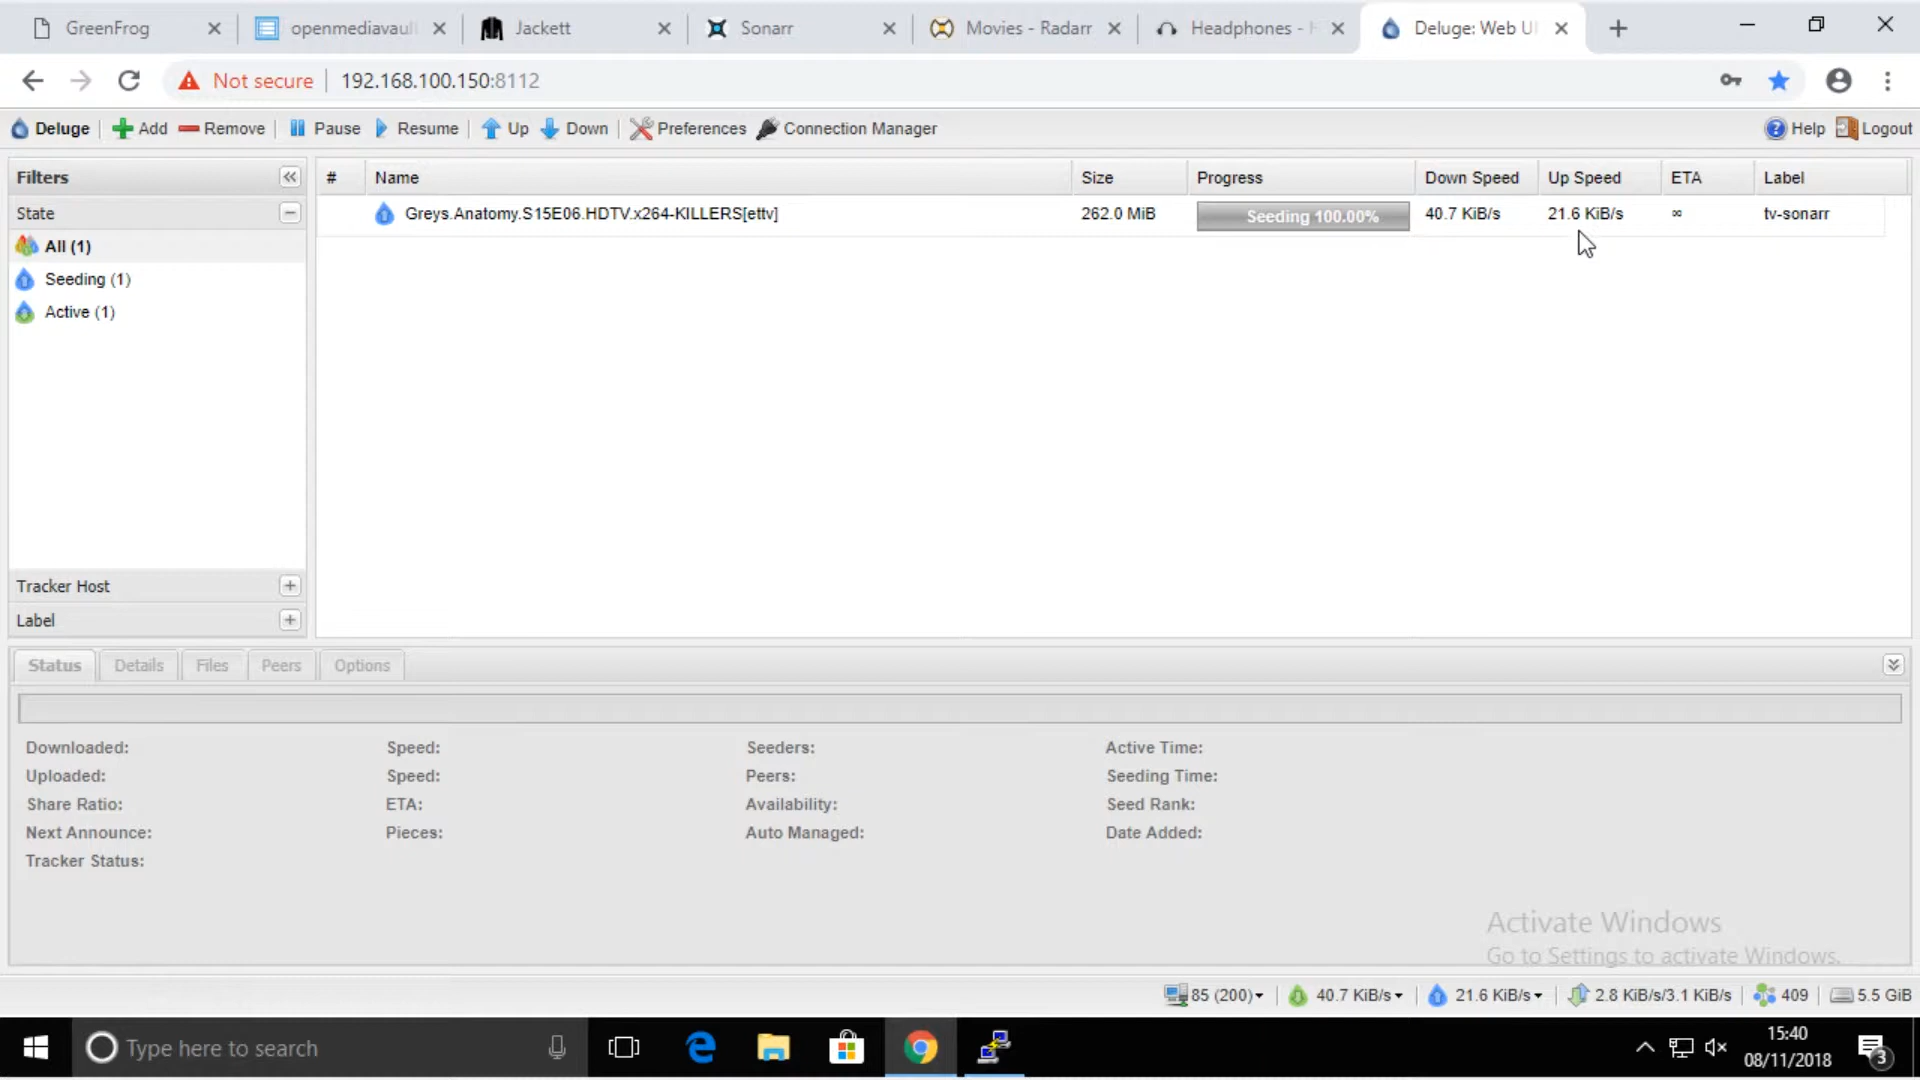 GreenFrog
openmediavaul
Jackett
Sonarr
Movies - Radarr
Headphones - H
Deluge: Web UI
Not secure
192.168.100.150:8112
Deluge
Add
Remove
Pause
Resume
Up
Down
Preferences
Connection Manager
Help
Logout
Filters
State
All (1)
Seeding (1)
Active (1)
Tracker Host
Label
# Name Size Progress Down Speed Up Speed ETA Label
Greys.Anatomy.S15E06.HDTV.x264-KILLERS[ettv] 262.0 MiB Seeding 100.00% 40.7 KiB/s 21.6 KiB/s ∞ tv-sonarr
Status Details Files Peers Options
Downloaded: Speed: Seeders: Active Time:
Uploaded: Speed: Peers: Seeding Time:
Share Ratio: ETA: Availability: Seed Rank:
Next Announce: Pieces: Auto Managed: Date Added:
Tracker Status:
Activate Windows
Go to Settings to activate Windows.
85 (200) 40.7 KiB/s 21.6 KiB/s 2.8 KiB/s/3.1 KiB/s 409 5.5 GiB
Type here to search
15:40
08/11/2018
3